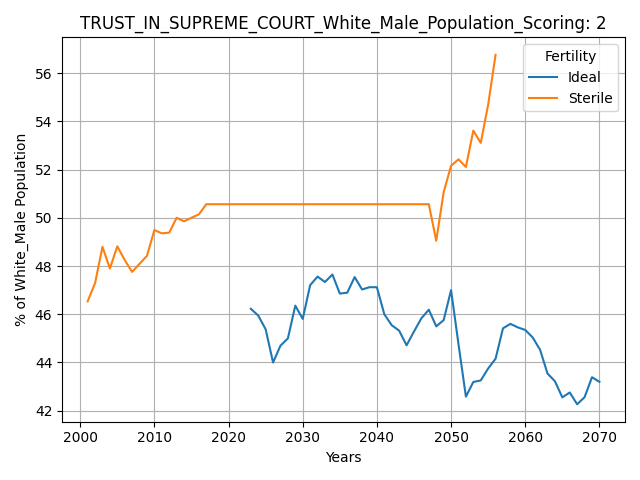 TRUST_IN_SUPREME_COURT_White_Male_Population_Scoring: 2
Fertility
Ideal
Sterile
% of White_Male Population
56
54
52
50
48
46
44
42
2000 2010 2020 2030 2040 2050 2060 2070
Years